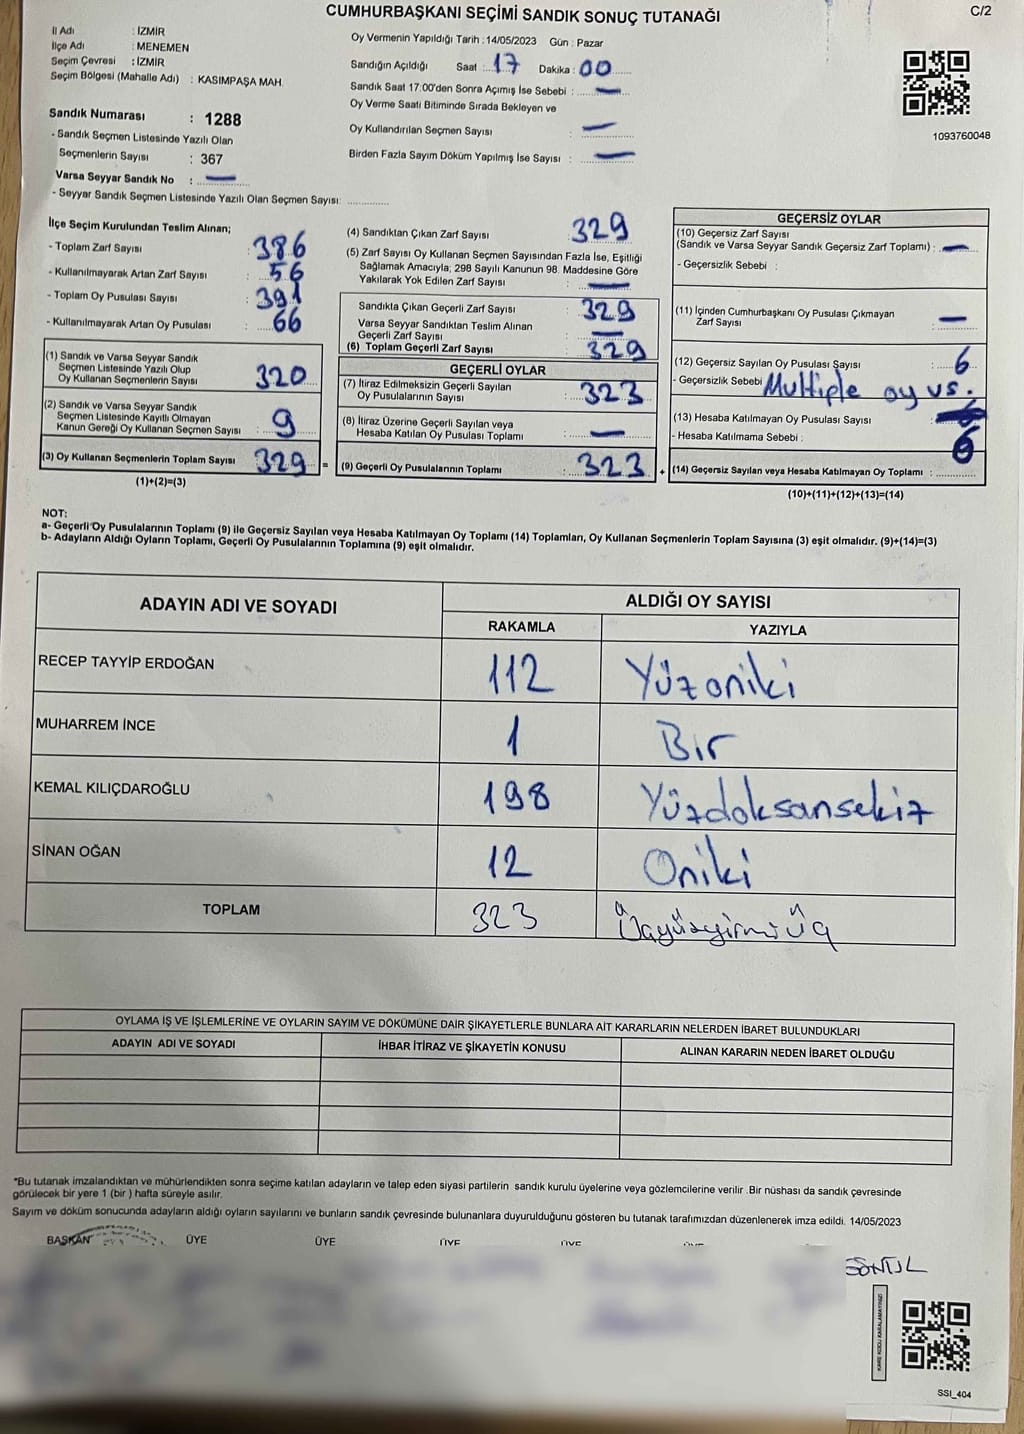 CUMHURBAŞKANI SEÇİMİ SANDIK SONUÇ TUTANAĞI
C/2
İl Adı : İZMİR
İlçe Adı : MENEMEN
Seçim Çevresi : İZMİR
Seçim Bölgesi (Mahalle Adı) : KASIMPAŞA MAH.
Sandık Numarası : 1288
- Sandık Seçmen Listesinde Yazılı Olan
Seçmenlerin Sayısı : 367
Varsa Seyyar Sandık No : —
- Seyyar Sandık Seçmen Listesinde Yazılı Olan Seçmen Sayısı: ............
Oy Vermenin Yapıldığı Tarih : 14/05/2023 Gün : Pazar
Sandığın Açıldığı Saat : 17 Dakika : 00
Sandık Saat 17:00'den Sonra Açımış İse Sebebi : —
Oy Verme Saati Bitiminde Sırada Bekleyen ve
Oy Kullandırılan Seçmen Sayısı : —
Birden Fazla Sayım Döküm Yapılmış İse Sayısı : —
1093760048
İlçe Seçim Kurulundan Teslim Alınan;
- Toplam Zarf Sayısı : 386
- Kullanılmayarak Artan Zarf Sayısı : 56
- Toplam Oy Pusulası Sayısı : 391
- Kullanılmayarak Artan Oy Pusulası : 66
(1) Sandık ve Varsa Seyyar Sandık
Seçmen Listesinde Yazılı Olup
Oy Kullanan Seçmenlerin Sayısı 320
(2) Sandık ve Varsa Seyyar Sandık
Seçmen Listesinde Kayıtlı Olmayan
Kanun Gereği Oy Kullanan Seçmen Sayısı : 9
(3) Oy Kullanan Seçmenlerin Toplam Sayısı 329 =
(1)+(2)=(3)
(4) Sandıktan Çıkan Zarf Sayısı 329
(5) Zarf Sayısı Oy Kullanan Seçmen Sayısından Fazla İse, Eşitliği
Sağlamak Amacıyla; 298 Sayılı Kanunun 98. Maddesine Göre
Yakılarak Yok Edilen Zarf Sayısı : —
Sandıkta Çıkan Geçerli Zarf Sayısı : 329
Varsa Seyyar Sandıktan Teslim Alınan
Geçerli Zarf Sayısı : —
(6) Toplam Geçerli Zarf Sayısı : 329
GEÇERLİ OYLAR
(7) İtiraz Edilmeksizin Geçerli Sayılan
Oy Pusulalarının Sayısı : 323
(8) İtiraz Üzerine Geçerli Sayılan veya
Hesaba Katılan Oy Pusulası Toplamı : —
(9) Geçerli Oy Pusulalarının Toplamı : 323 +
GEÇERSİZ OYLAR
(10) Geçersiz Zarf Sayısı
(Sandık ve Varsa Seyyar Sandık Geçersiz Zarf Toplamı) : —
- Geçersizlik Sebebi :
(11) İçinden Cumhurbaşkanı Oy Pusulası Çıkmayan
Zarf Sayısı : —
(12) Geçersiz Sayılan Oy Pusulası Sayısı : 6
- Geçersizlik Sebebi Multiple oy vs.
(13) Hesaba Katılmayan Oy Pusulası Sayısı
- Hesaba Katılmama Sebebi :
6
(14) Geçersiz Sayılan veya Hesaba Katılmayan Oy Toplamı : ............
(10)+(11)+(12)+(13)=(14)
NOT:
a- Geçerli Oy Pusulalarının Toplamı (9) ile Geçersiz Sayılan veya Hesaba Katılmayan Oy Toplamı (14) Toplamları, Oy Kullanan Seçmenlerin Toplam Sayısına (3) eşit olmalıdır. (9)+(14)=(3)
b- Adayların Aldığı Oyların Toplamı, Geçerli Oy Pusulalarının Toplamına (9) eşit olmalıdır.
ADAYIN ADI VE SOYADI
ALDIĞI OY SAYISI
RAKAMLA YAZIYLA
RECEP TAYYİP ERDOĞAN 112 Yüzoniki
MUHARREM İNCE 1 Bir
KEMAL KILIÇDAROĞLU 198 Yüzdoksansekiz
SİNAN OĞAN 12 Oniki
TOPLAM 323 Üçyüzyirmi üç
OYLAMA İŞ VE İŞLEMLERİNE VE OYLARIN SAYIM VE DÖKÜMÜNE DAİR ŞİKAYETLERLE BUNLARA AİT KARARLARIN NELERDEN İBARET BULUNDUKLARI
ADAYIN ADI VE SOYADI İHBAR İTİRAZ VE ŞİKAYETİN KONUSU ALINAN KARARIN NEDEN İBARET OLDUĞU
*Bu tutanak imzalandıktan ve mühürlendikten sonra seçime katılan adayların ve talep eden siyasi partilerin sandık kurulu üyelerine veya gözlemcilerine verilir .Bir nüshası da sandık çevresinde
görülecek bir yere 1 (bir ) hafta süreyle asılır.
Sayım ve döküm sonucunda adayların aldığı oyların sayılarını ve bunların sandık çevresinde bulunanlara duyurulduğunu gösteren bu tutanak tarafımızdan düzenlenerek imza edildi. 14/05/2023
BAŞKAN ÜYE ÜYE ÜYE ÜYE
KARE KODU KARALAMAYINIZ!
SSI_404